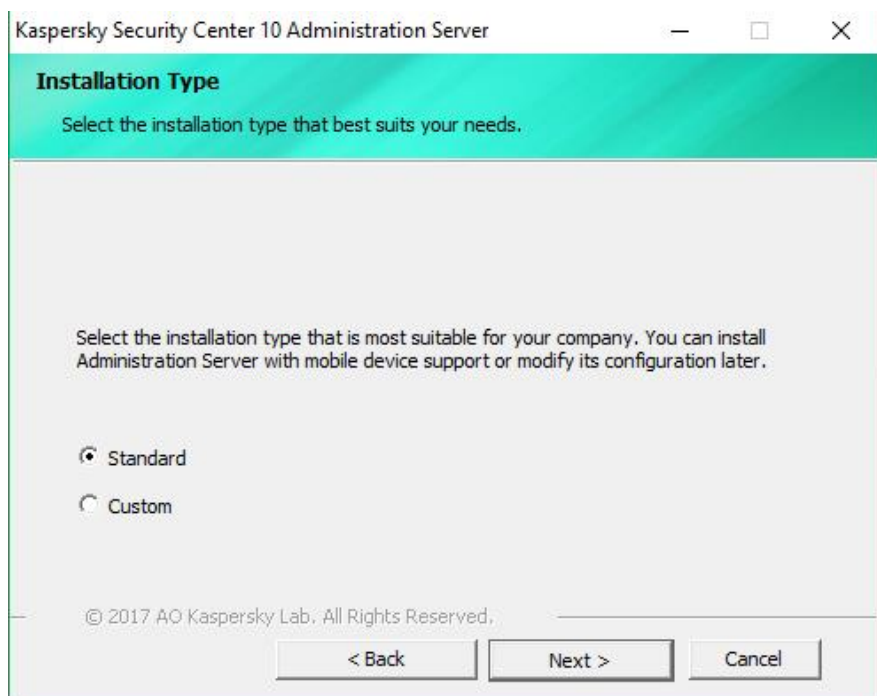 Kaspersky Security Center 10 Administration Server
Installation Type
Select the installation type that best suits your needs.
Select the installation type that is most suitable for your company. You can install
Administration Server with mobile device support or modify its configuration later.
Standard
Custom
© 2017 AO Kaspersky Lab. All Rights Reserved.
< Back Next > Cancel